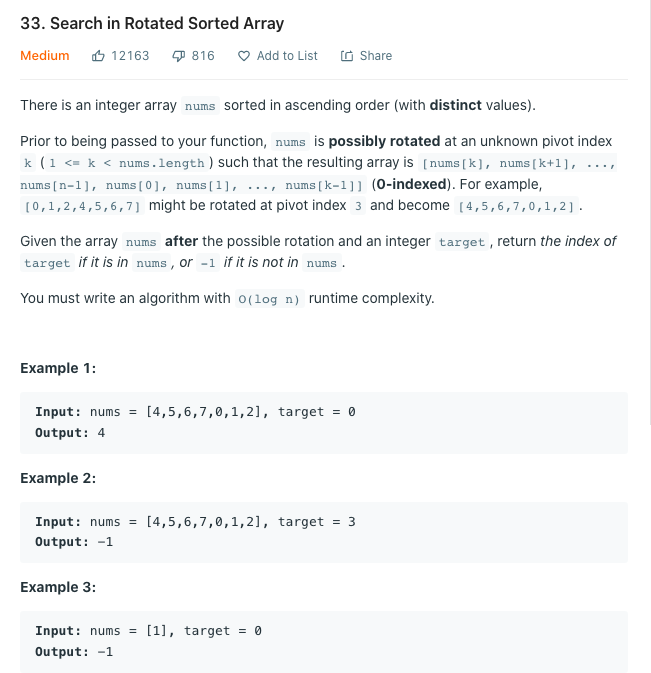 33. Search in Rotated Sorted Array
Medium 12163 816 Add to List Share
There is an integer array nums sorted in ascending order (with distinct values).
Prior to being passed to your function, nums is possibly rotated at an unknown pivot index
k ( 1 <= k < nums.length ) such that the resulting array is [nums[k], nums[k+1], ...,
nums[n-1], nums[0], nums[1], ..., nums[k-1]] (0-indexed). For example,
[0,1,2,4,5,6,7] might be rotated at pivot index 3 and become [4,5,6,7,0,1,2] .
Given the array nums after the possible rotation and an integer target , return the index of
target if it is in nums , or -1 if it is not in nums .
You must write an algorithm with O(log n) runtime complexity.
Example 1:
Input: nums = [4,5,6,7,0,1,2], target = 0
Output: 4
Example 2:
Input: nums = [4,5,6,7,0,1,2], target = 3
Output: -1
Example 3:
Input: nums = [1], target = 0
Output: -1